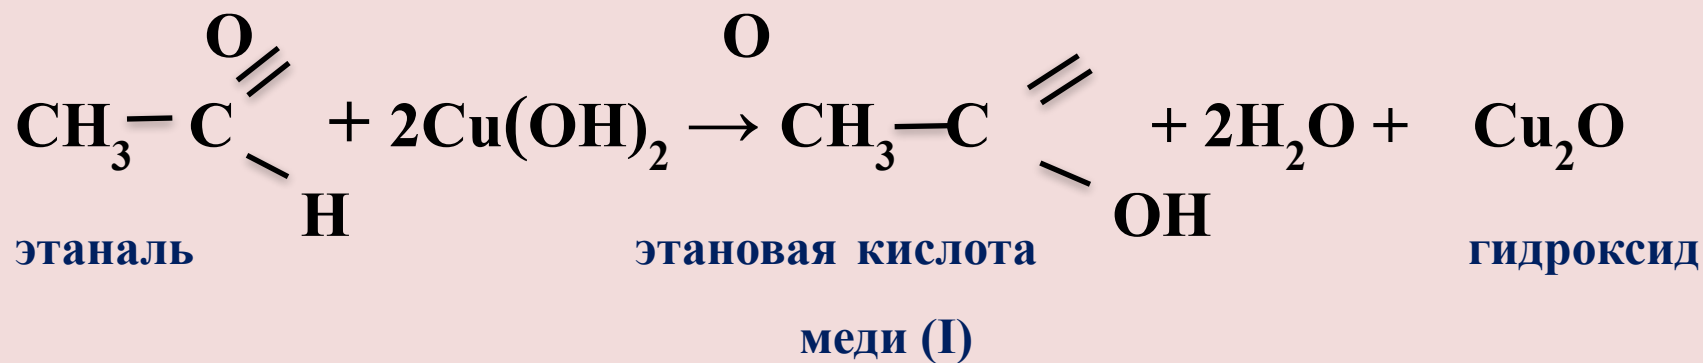 O O
CH₃ — C + 2Cu(OH)₂ → CH₃ — C + 2H₂O + Cu₂O
H OH
этаналь этановая кислота гидроксид
меди (I)